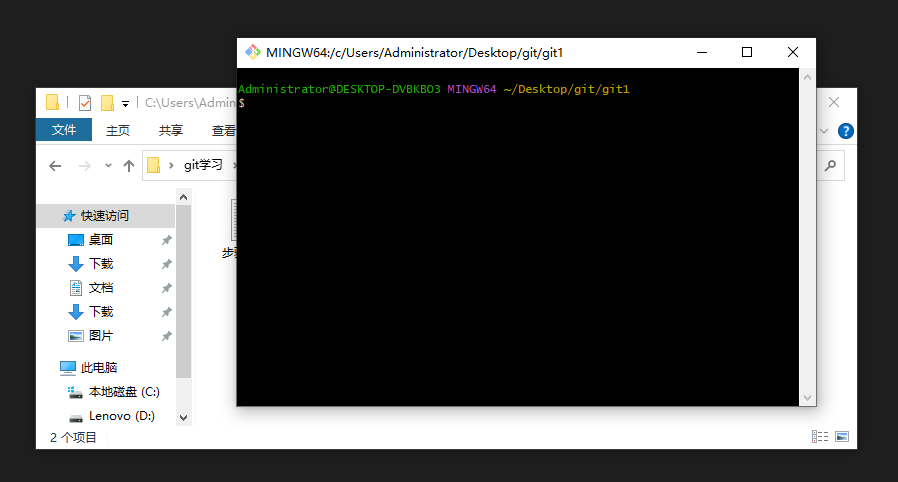 MINGW64:/c/Users/Administrator/Desktop/git/git1
Administrator@DESKTOP-DVBKBO3 MINGW64 ~/Desktop/git/git1
$
C:\Users\Admin
文件 主页 共享 查看
git学习
快速访问
桌面
下载
文档
下载
图片
此电脑
本地磁盘 (C:)
Lenovo (D:)
步
2 个项目